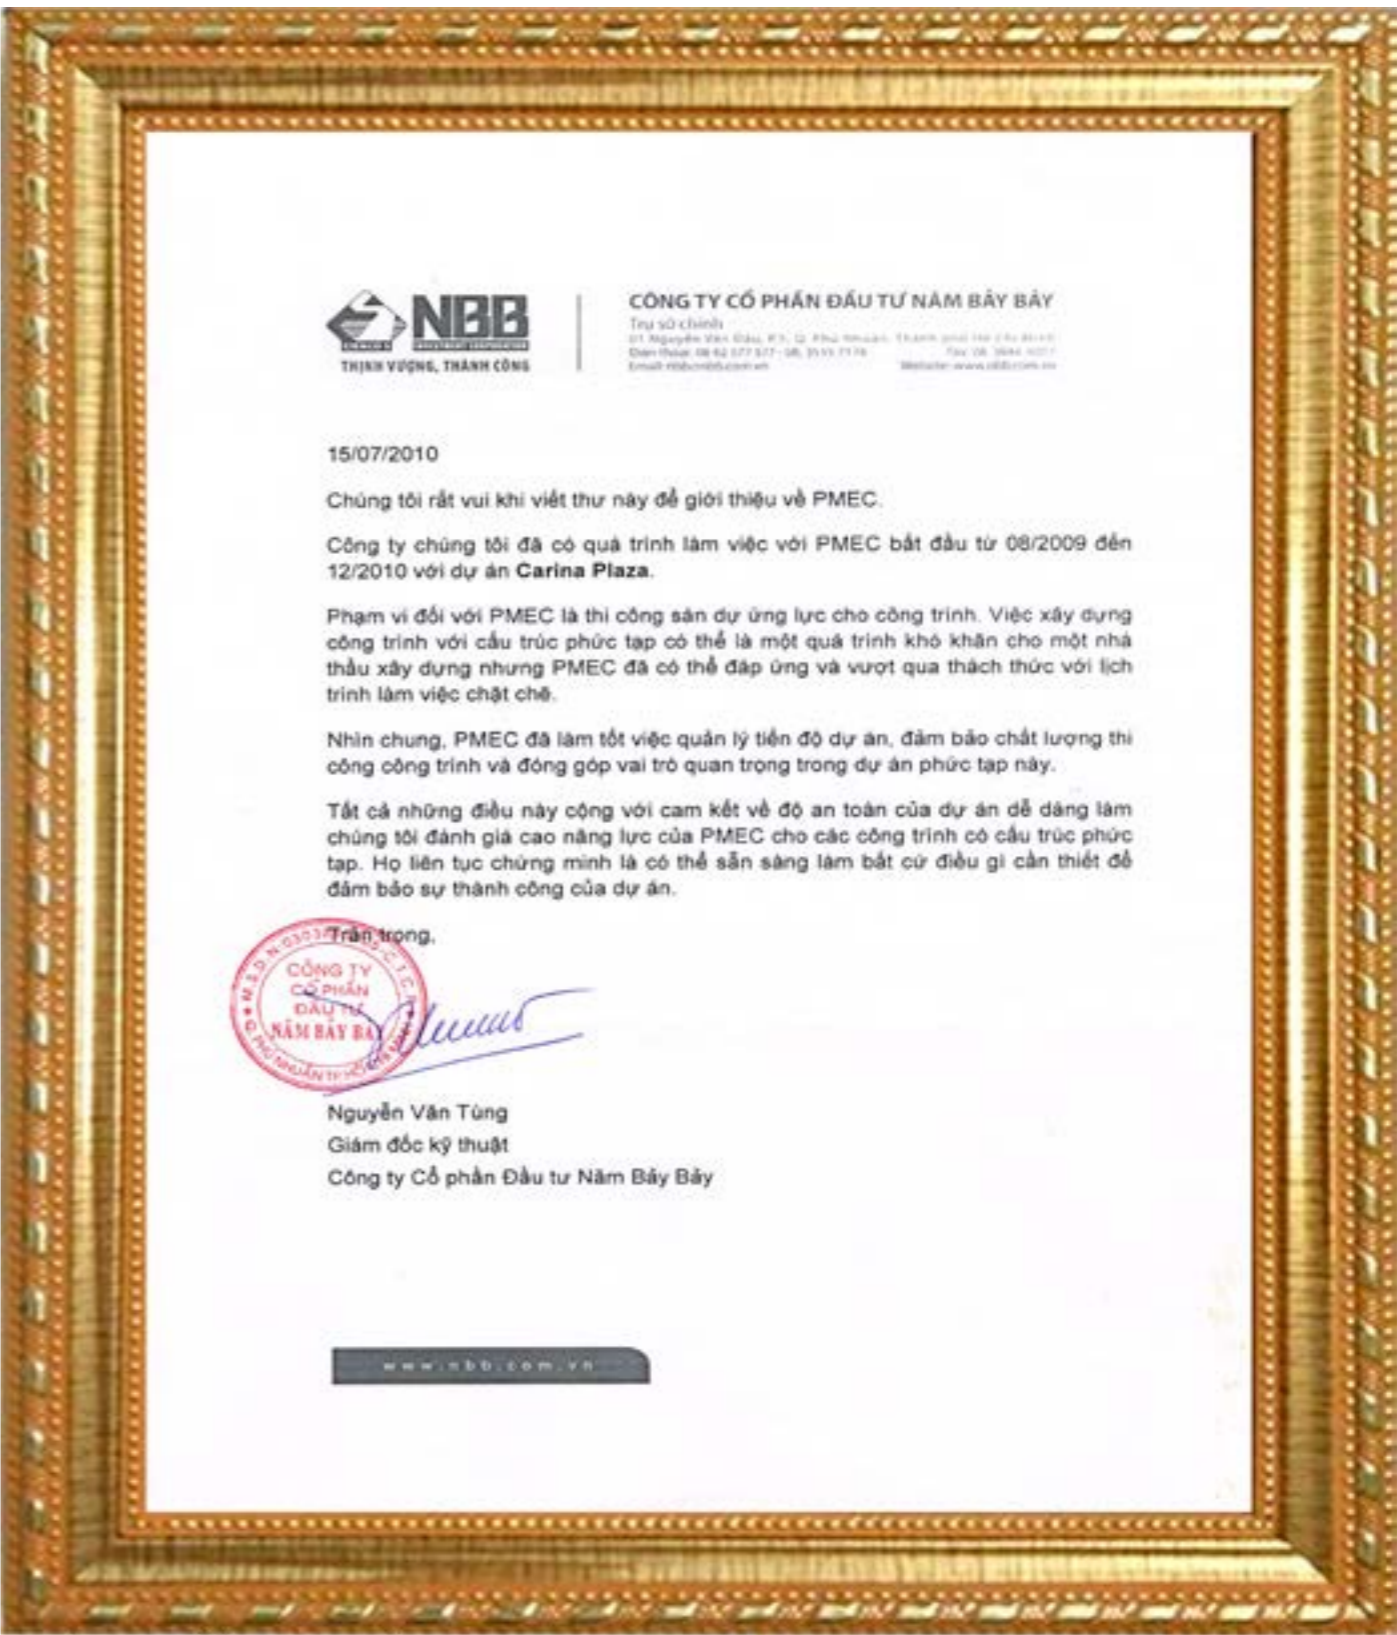 NBB
THỊNH VƯỢNG, THÀNH CÔNG
CÔNG TY CỔ PHẦN ĐẦU TƯ NĂM BẢY BẢY
Trụ sở chính
15/07/2010
Chúng tôi rất vui khi viết thư này để giới thiệu về PMEC.
Công ty chúng tôi đã có quá trình làm việc với PMEC bắt đầu từ 08/2009 đến
12/2010 với dự án Carina Plaza.
Phạm vi đối với PMEC là thi công sàn dự ứng lực cho công trình. Việc xây dựng
công trình với cấu trúc phức tạp có thể là một quá trình khó khăn cho một nhà
thầu xây dựng nhưng PMEC đã có thể đáp ứng và vượt qua thách thức với lịch
trình làm việc chặt chẽ.
Nhìn chung, PMEC đã làm tốt việc quản lý tiến độ dự án, đảm bảo chất lượng thi
công công trình và đóng góp vai trò quan trọng trong dự án phức tạp này.
Tất cả những điều này cộng với cam kết về độ an toàn của dự án dễ dàng làm
chúng tôi đánh giá cao năng lực của PMEC cho các công trình có cấu trúc phức
tạp. Họ liên tục chứng minh là có thể sẵn sàng làm bất cứ điều gì cần thiết để
đảm bảo sự thành công của dự án.
Trân trọng,
CÔNG TY
CỔ PHẦN
ĐẦU TƯ
NĂM BẢY BẢY
Nguyễn Văn Tùng
Giám đốc kỹ thuật
Công ty Cổ phần Đầu tư Năm Bảy Bảy
www.nbb.com.vn